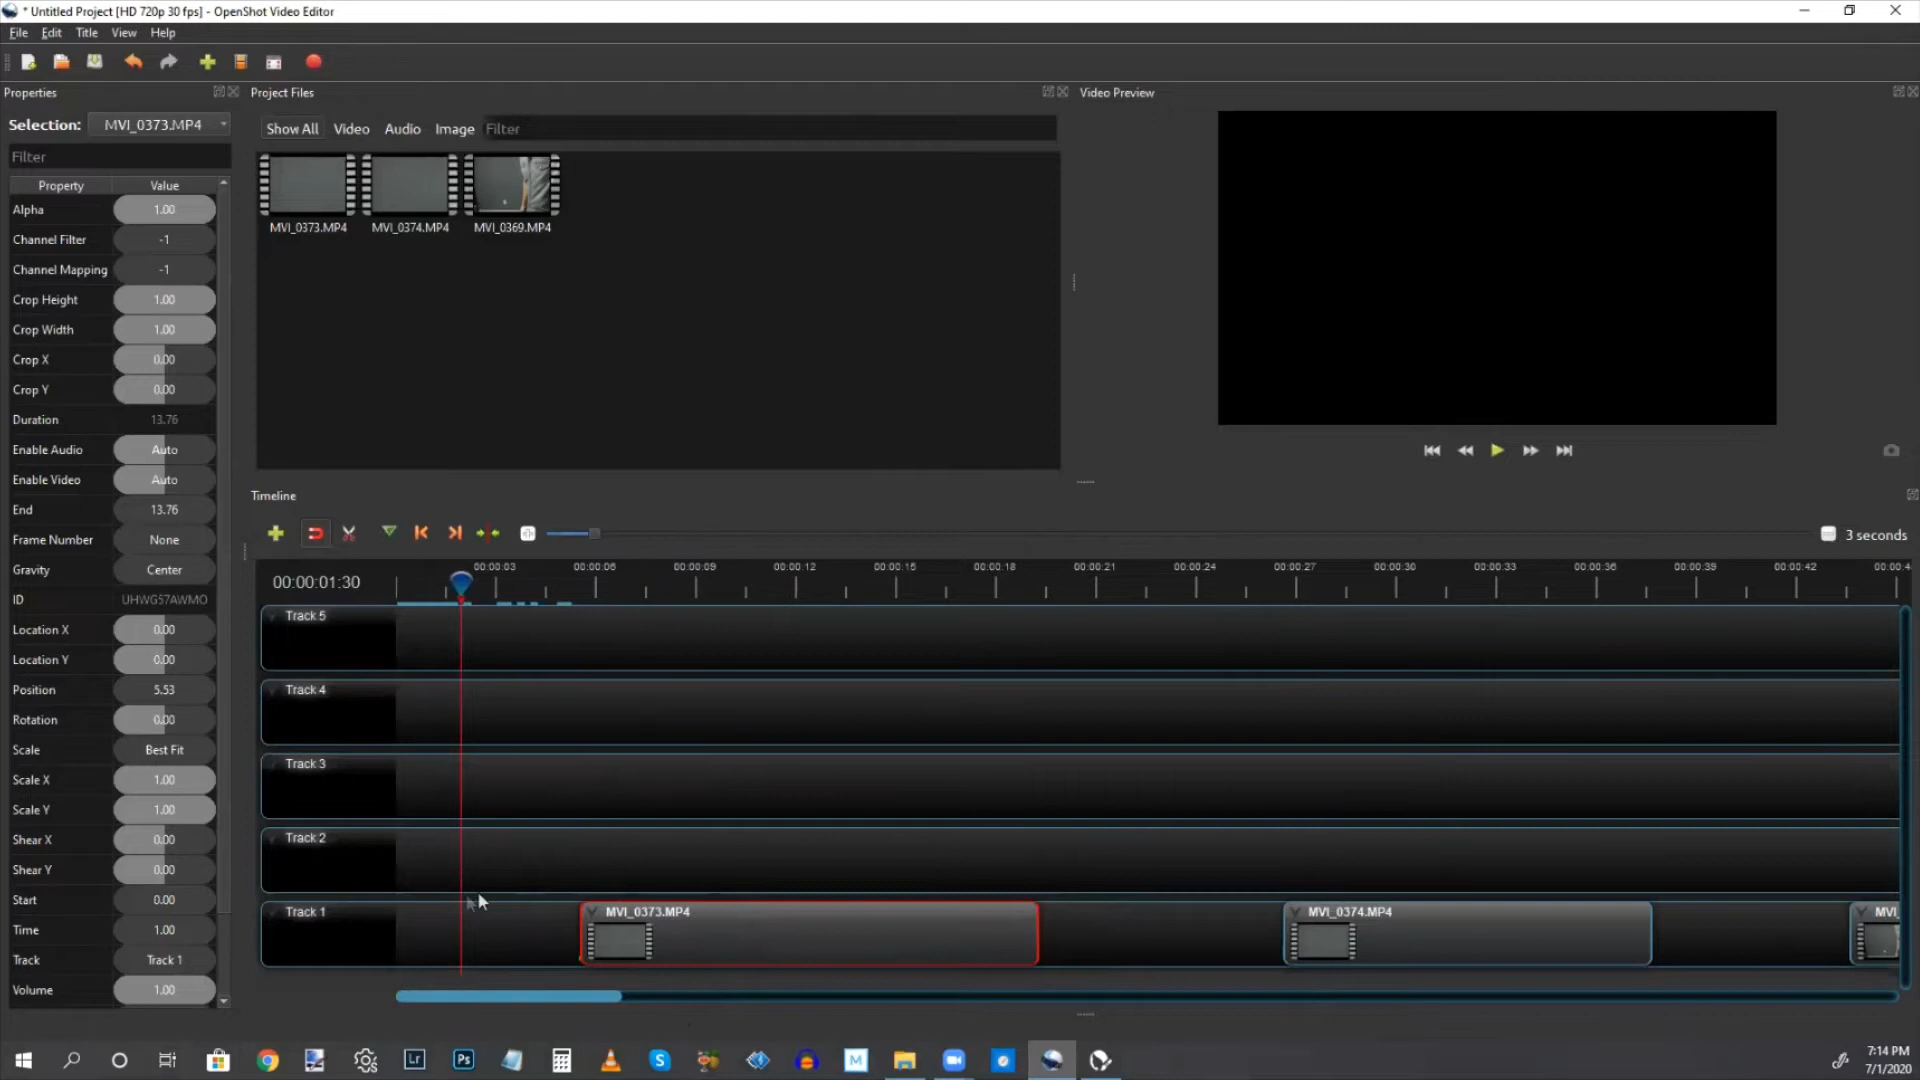 * Untitled Project [HD 720p 30 fps] - OpenShot Video Editor
File Edit Title View Help
Properties
Project Files
Video Preview
Selection: MVI_0373.MP4
Show All Video Audio Image Filter
Filter
Property Value
Alpha 1.00
Channel Filter -1
Channel Mapping -1
Crop Height 1.00
Crop Width 1.00
Crop X 0.00
Crop Y 0.00
Duration 13.76
Enable Audio Auto
Enable Video Auto
End 13.76
Frame Number None
Gravity Center
ID UHWG57AWMO
Location X 0.00
Location Y 0.00
Position 5.53
Rotation 0.00
Scale Best Fit
Scale X 1.00
Scale Y 1.00
Shear X 0.00
Shear Y 0.00
Start 0.00
Time 1.00
Track Track 1
Volume 1.00
MVI_0373.MP4 MVI_0374.MP4 MVI_0369.MP4
Timeline
3 seconds
00:00:01:30
00:00:03 00:00:06 00:00:09 00:00:12 00:00:15 00:00:18 00:00:21 00:00:24 00:00:27 00:00:30 00:00:33 00:00:36 00:00:39 00:00:42 00:00:4
Track 5
Track 4
Track 3
Track 2
Track 1
MVI_0373.MP4 MVI_0374.MP4 MVI_
Lr Ps S M
7:14 PM
7/1/2020